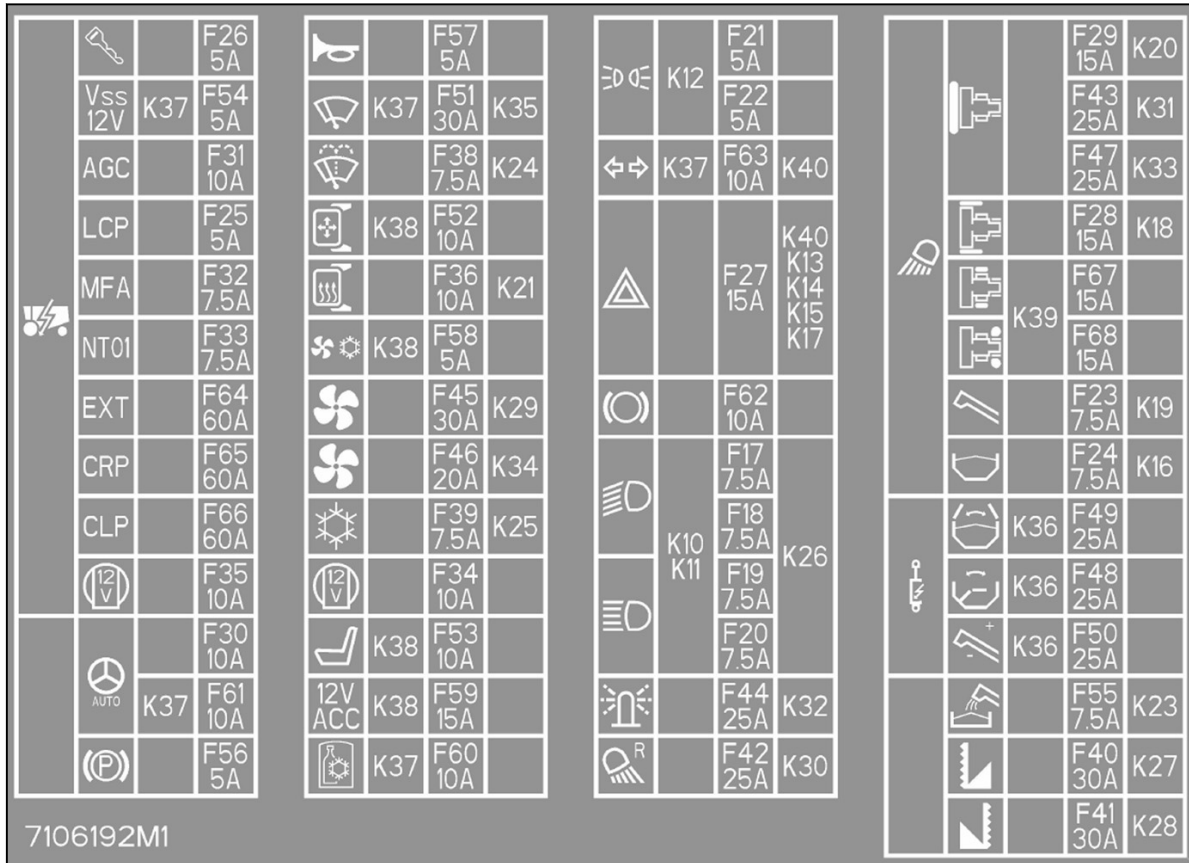 F26
5A
Vss
12V
K37
F54
5A
AGC
F31
10A
LCP
F25
5A
MFA
F32
7.5A
NT01
F33
7.5A
EXT
F64
60A
CRP
F65
60A
CLP
F66
60A
12
V
F35
10A
AUTO
F30
10A
K37
F61
10A
P
F56
5A
F57
5A
K37
F51
30A
K35
F38
7.5A
K24
K38
F52
10A
F36
10A
K21
K38
F58
5A
F45
30A
K29
F46
20A
K34
F39
7.5A
K25
12
V
F34
10A
K38
F53
10A
12V
ACC
K38
F59
15A
K37
F60
10A
K12
F21
5A
F22
5A
K37
F63
10A
K40
F27
15A
K40
K13
K14
K15
K17
F62
10A
K10
K11
F17
7.5A
F18
7.5A
F19
7.5A
F20
7.5A
K26
F44
25A
K32
R
F42
25A
K30
F29
15A
K20
F43
25A
K31
F47
25A
K33
F28
15A
K18
K39
F67
15A
F68
15A
F23
7.5A
K19
F24
7.5A
K16
K36
F49
25A
K36
F48
25A
+
-
K36
F50
25A
F55
7.5A
K23
F40
30A
K27
F41
30A
K28
7106192M1